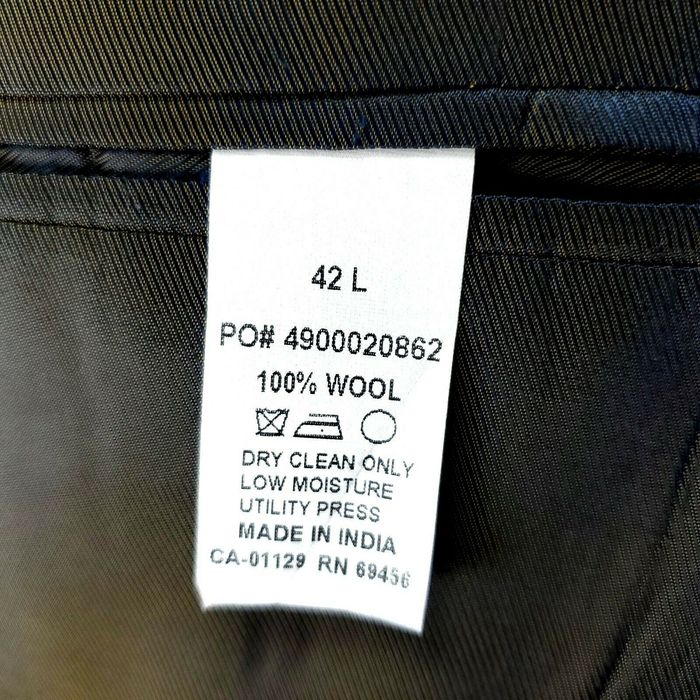 42 L
PO# 4900020862
100% WOOL
DRY CLEAN ONLY
LOW MOISTURE
UTILITY PRESS
MADE IN INDIA
CA-01129 RN 69456